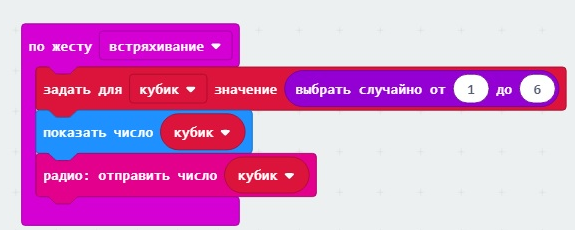 по жесту встряхивание
задать для кубик значение выбрать случайно от 1 до 6
показать число кубик
радио: отправить число кубик